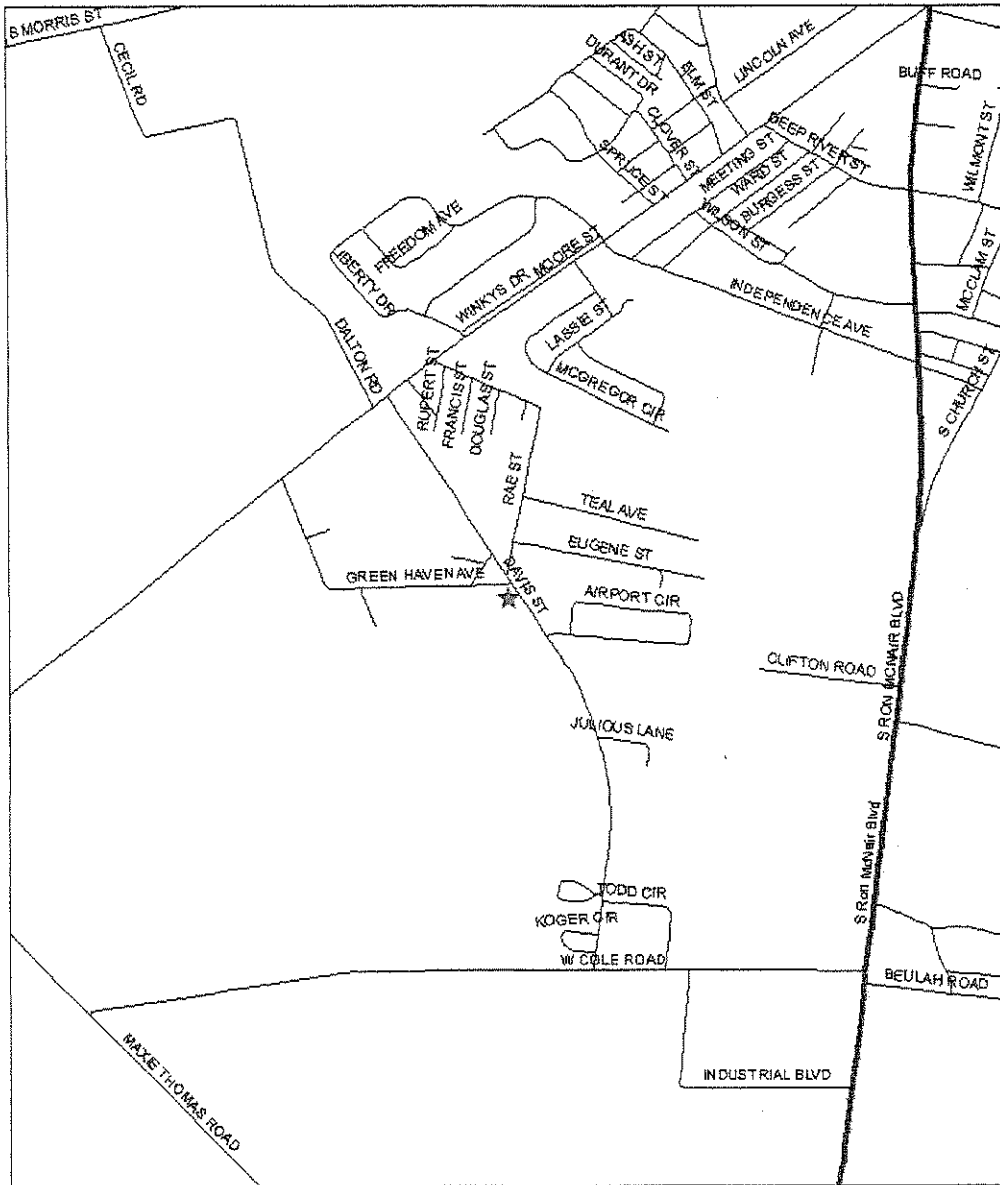 S MORRIS ST
CECIL RD
ASH ST
DURANT DR
ELM ST
LINCOLN AVE
BUFF ROAD
CLOVER ST
SPRUCE ST
MEETING ST
WARD ST
DEEP RIVER ST
BURGESS ST
WILSON ST
WILMONT ST
FREEDOM AVE
LIBERTY DR
WINKYS DR
MOORE ST
INDEPENDENCE AVE
MCCLAM ST
LASSIE ST
MCGREGOR CIR
DALTON RD
RUPERT ST
FRANCIS ST
DOUGLAS ST
S CHURCH ST
RAE ST
TEAL AVE
EUGENE ST
GREEN HAVEN AVE
DAVIS ST
AIRPORT CIR
CLIFTON ROAD
S RON MCNAIR BLVD
JULIOUS LANE
S Ron McNair Blvd
TODD CIR
KOGER CIR
W COLE ROAD
BEULAH ROAD
MAXIE THOMAS ROAD
INDUSTRIAL BLVD